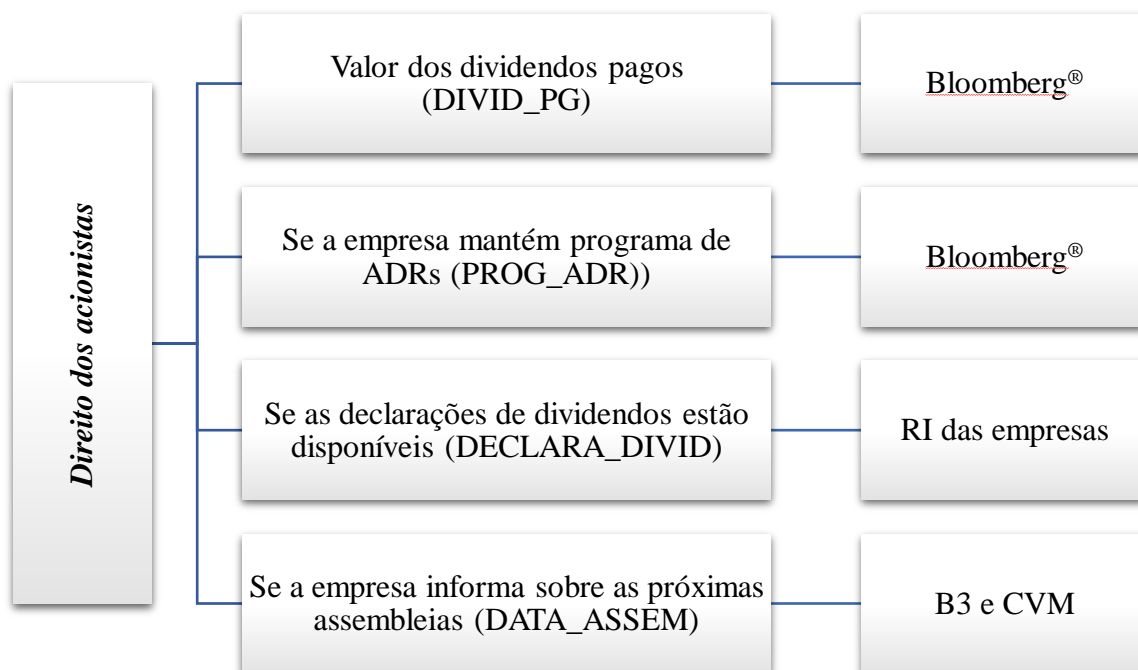 Direito dos acionistas
Valor dos dividendos pagos
(DIVID_PG)
Bloomberg®
Se a empresa mantém programa de
ADRs (PROG_ADR))
Bloomberg®
Se as declarações de dividendos estão
disponíveis (DECLARA_DIVID)
RI das empresas
Se a empresa informa sobre as próximas
assembleias (DATA_ASSEM)
B3 e CVM